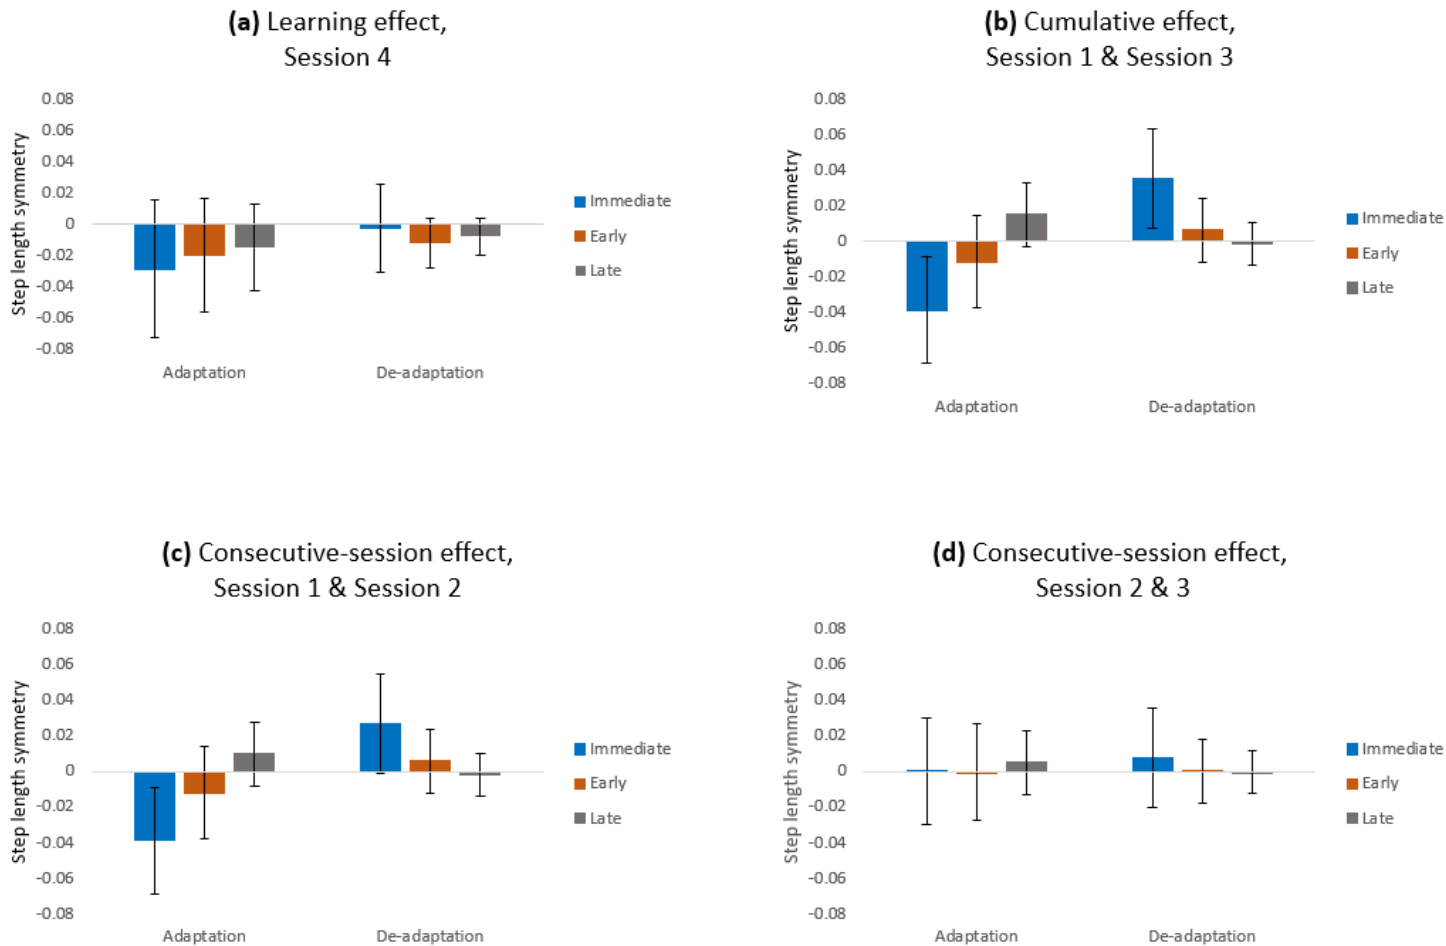 (a) Learning effect,
Session 4
0.08
0.06
0.04
0.02
0
-0.02
-0.04
-0.06
-0.08
Step length symmetry
Adaptation
De-adaptation
Immediate
Early
Late
(b) Cumulative effect,
Session 1 & Session 3
0.08
0.06
0.04
0.02
0
-0.02
-0.04
-0.06
-0.08
Step length symmetry
Adaptation
De-adaptation
Immediate
Early
Late
(c) Consecutive-session effect,
Session 1 & Session 2
0.08
0.06
0.04
0.02
0
-0.02
-0.04
-0.06
-0.08
Step length symmetry
Adaptation
De-adaptation
Immediate
Early
Late
(d) Consecutive-session effect,
Session 2 & 3
0.08
0.06
0.04
0.02
0
-0.02
-0.04
-0.06
-0.08
Step length symmetry
Adaptation
De-adaptation
Immediate
Early
Late